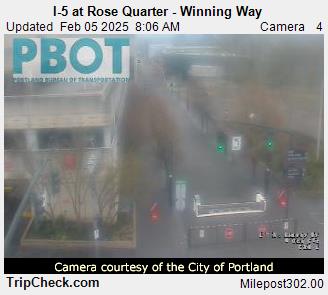 I-5 at Rose Quarter - Winning Way
Updated  Feb 05 2025  8:06 AM    Camera    4
PBOT
PORTLAND BUREAU OF TRANSPORTATION
Camera courtesy of the City of Portland
TripCheck.com    Milepost302.00